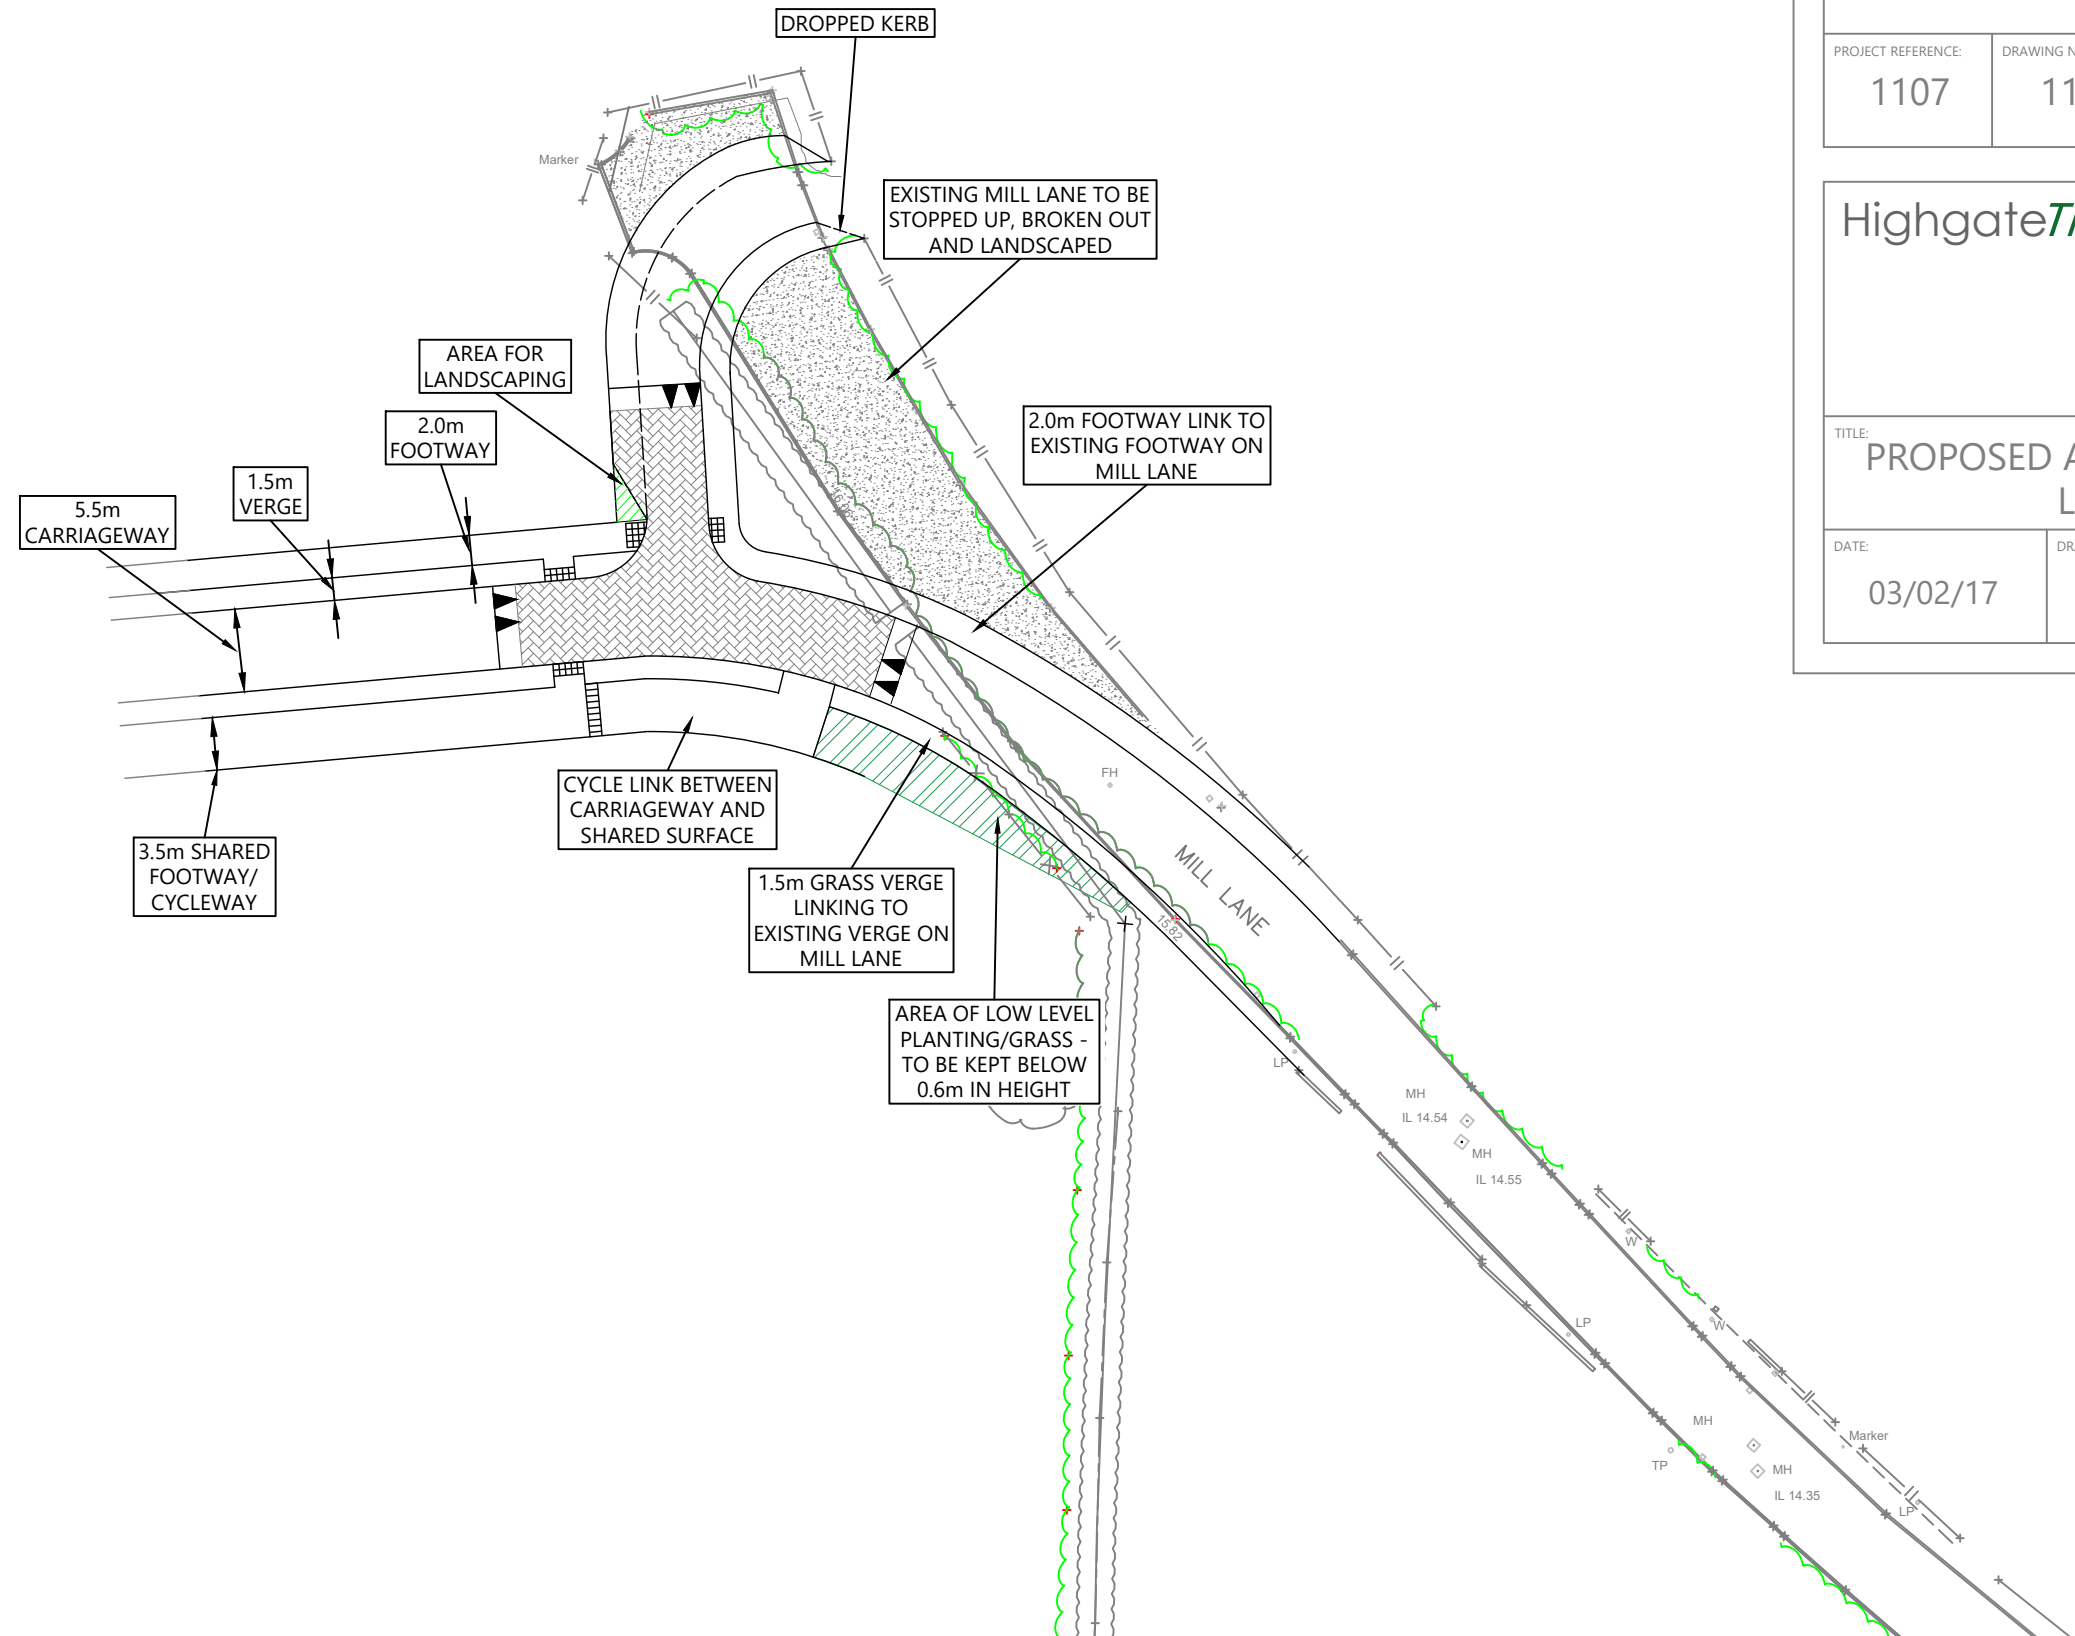 DROPPED KERB
PROJECT REFERENCE:
1107
DRAWING N
11
Marker
EXISTING MILL LANE TO BE
STOPPED UP, BROKEN OUT
AND LANDSCAPED
HighgateTr
AREA FOR
LANDSCAPING
2.0m
FOOTWAY
1.5m
VERGE
5.5m
CARRIAGEWAY
2.0m FOOTWAY LINK TO
EXISTING FOOTWAY ON
MILL LANE
TITLE:
PROPOSED A
L
DATE:
03/02/17
DR
CYCLE LINK BETWEEN
CARRIAGEWAY AND
SHARED SURFACE
3.5m SHARED
FOOTWAY/
CYCLEWAY
1.5m GRASS VERGE
LINKING TO
EXISTING VERGE ON
MILL LANE
AREA OF LOW LEVEL
PLANTING/GRASS -
TO BE KEPT BELOW
0.6m IN HEIGHT
FH
MILL LANE
15.82
LP
MH
IL 14.54
MH
IL 14.55
W
W
LP
MH
Marker
TP
MH
IL 14.35
LP